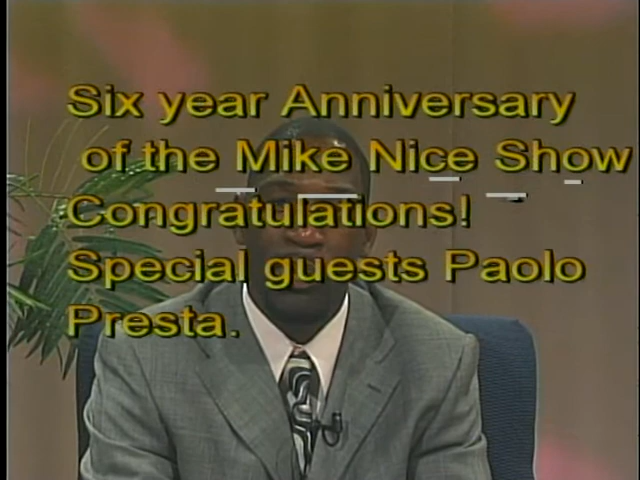 Six year Anniversary
of the Mike Nice Show
Congratulations!
Special guests Paolo
Presta.